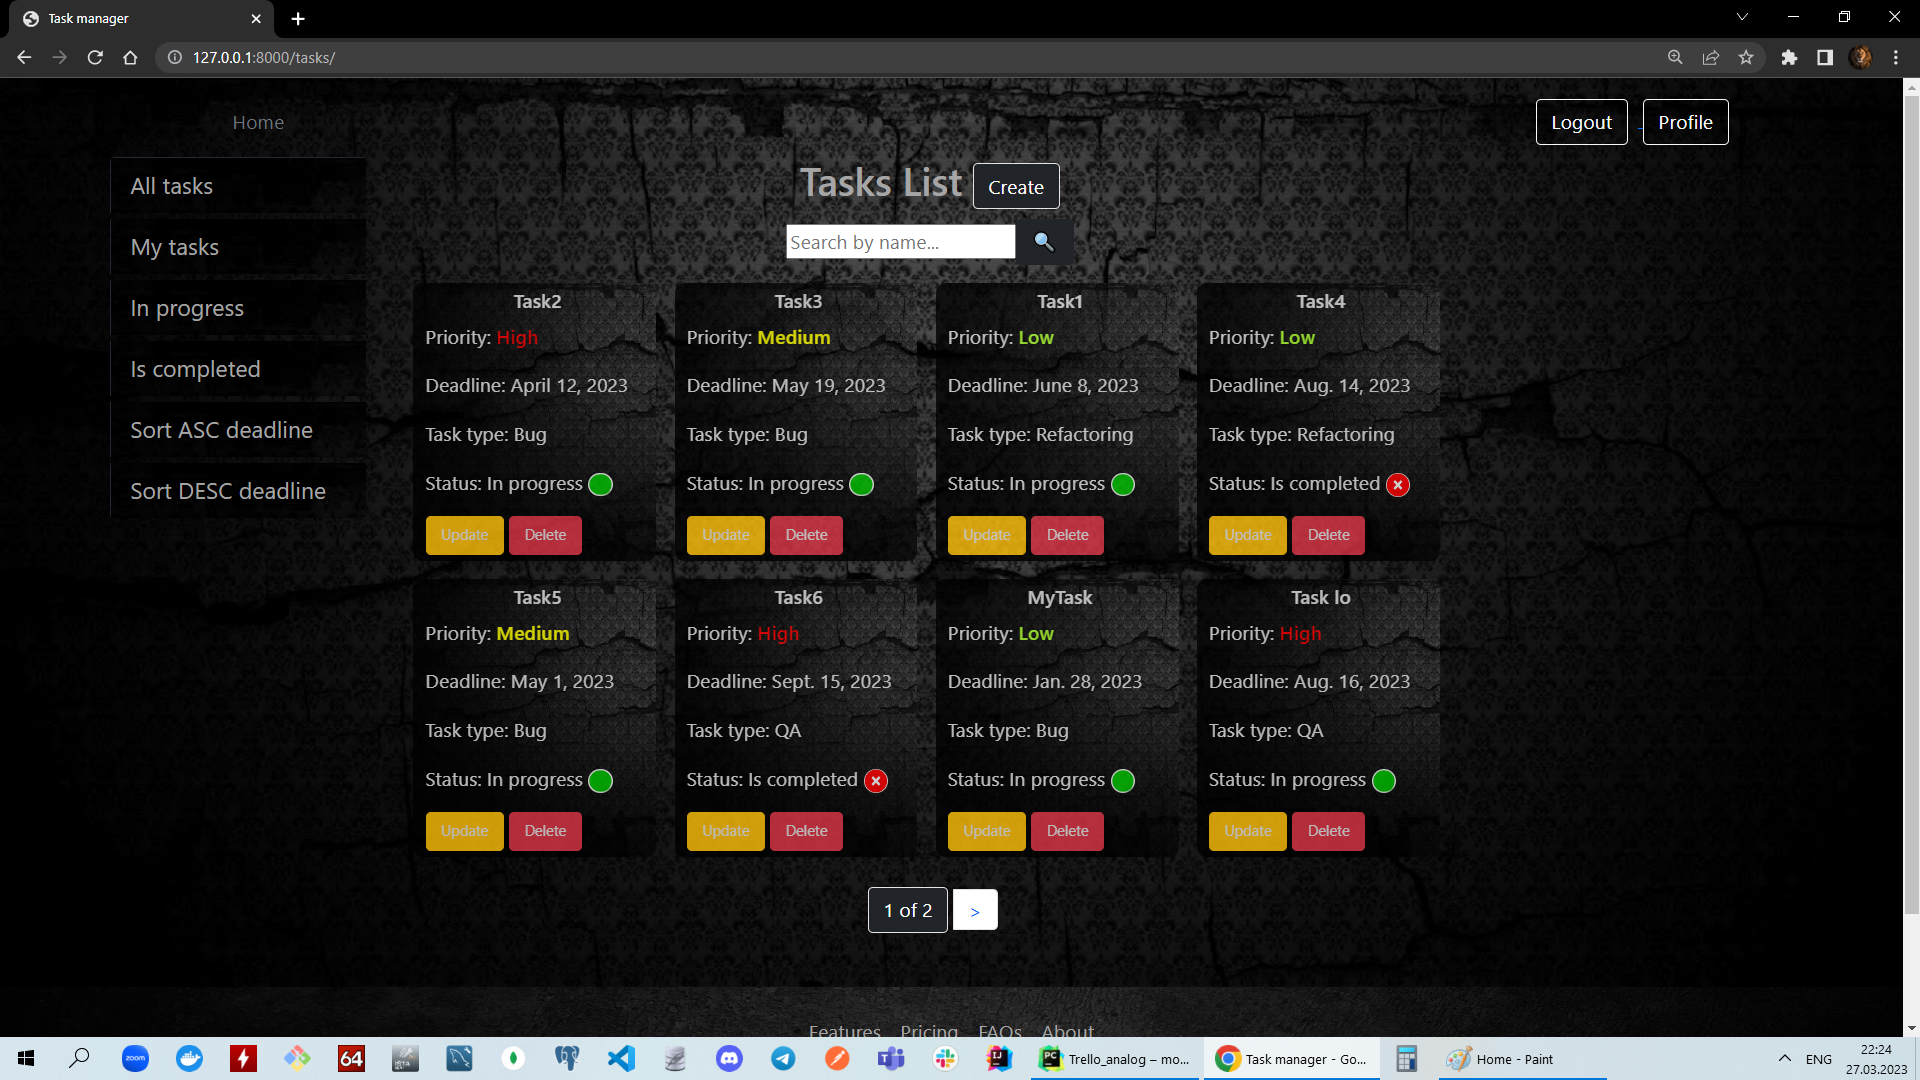 Task manager
127.0.0.1:8000/tasks/
Home
Logout
Profile
All tasks
My tasks
In progress
Is completed
Sort ASC deadline
Sort DESC deadline
Tasks List
Create
Search by name...
Task2
Priority: High
Deadline: April 12, 2023
Task type: Bug
Status: In progress
Update Delete
Task3
Priority: Medium
Deadline: May 19, 2023
Task type: Bug
Status: In progress
Update Delete
Task1
Priority: Low
Deadline: June 8, 2023
Task type: Refactoring
Status: In progress
Update Delete
Task4
Priority: Low
Deadline: Aug. 14, 2023
Task type: Refactoring
Status: Is completed
Update Delete
Task5
Priority: Medium
Deadline: May 1, 2023
Task type: Bug
Status: In progress
Update Delete
Task6
Priority: High
Deadline: Sept. 15, 2023
Task type: QA
Status: Is completed
Update Delete
MyTask
Priority: Low
Deadline: Jan. 28, 2023
Task type: Bug
Status: In progress
Update Delete
Task lo
Priority: High
Deadline: Aug. 16, 2023
Task type: QA
Status: In progress
Update Delete
1 of 2
>
Features Pricing FAQs About
zoom
64
PC
Trello_analog – mo...
Task manager - Go...
Home - Paint
ENG
22:24
27.03.2023